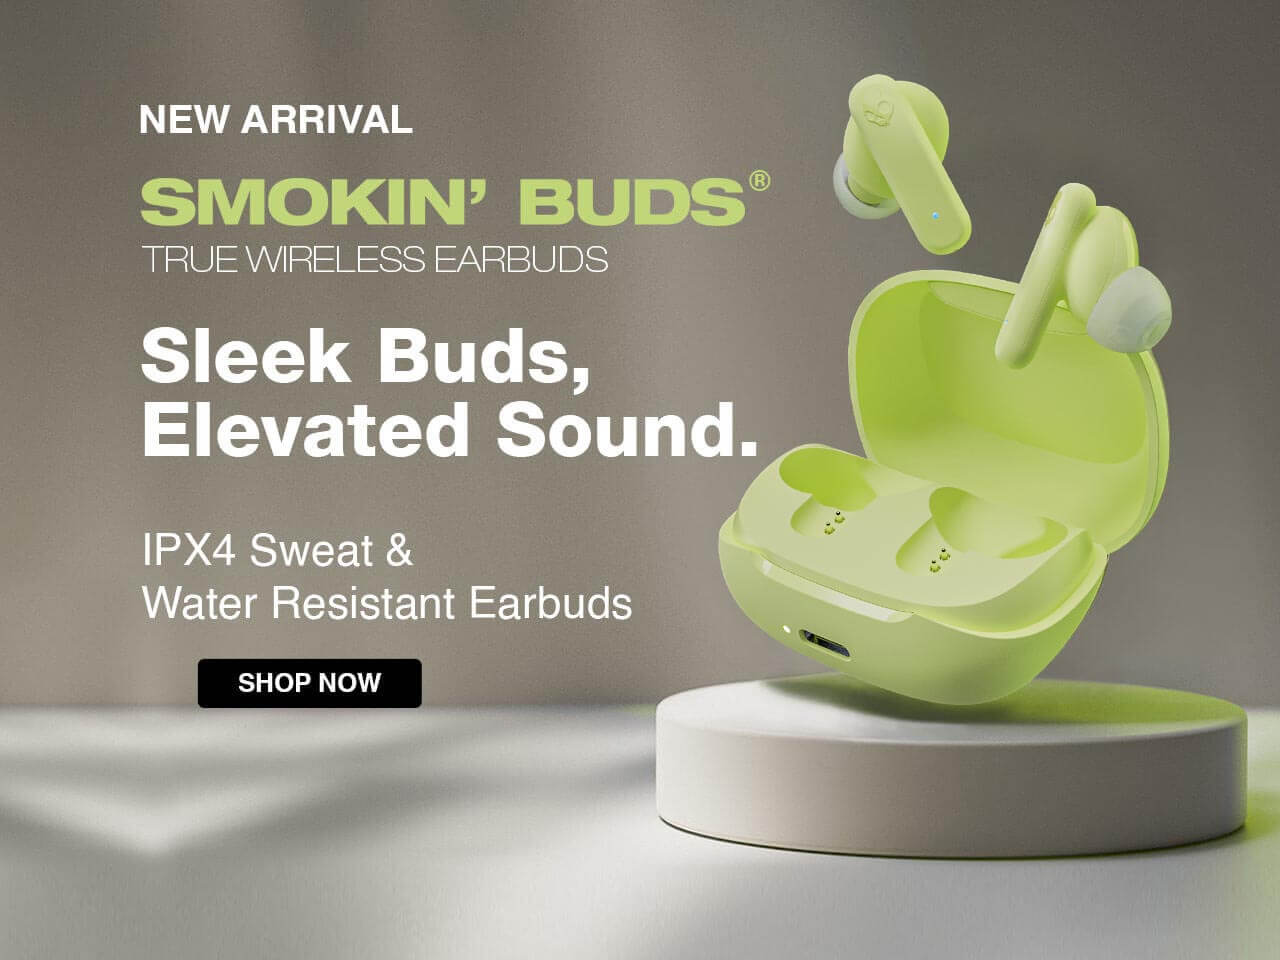 NEW ARRIVAL
SMOKIN’ BUDS®
TRUE WIRELESS EARBUDS
Sleek Buds,
Elevated Sound.
IPX4 Sweat &
Water Resistant Earbuds
SHOP NOW